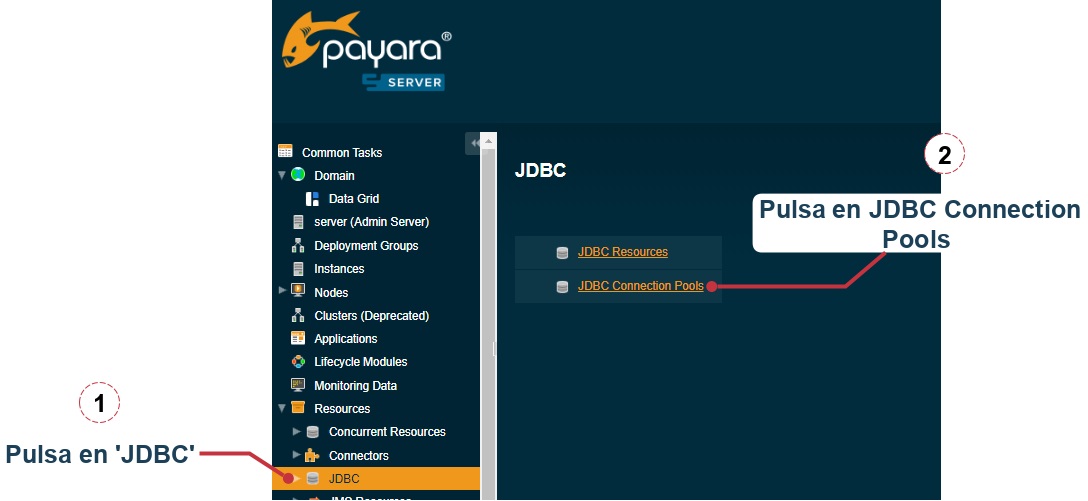 payara®
SERVER
Common Tasks
Domain
Data Grid
server (Admin Server)
Deployment Groups
Instances
Nodes
Clusters (Deprecated)
Applications
Lifecycle Modules
Monitoring Data
Resources
Concurrent Resources
Connectors
JDBC
JMS Resources
1
Pulsa en 'JDBC'
JDBC
JDBC Resources
JDBC Connection Pools
2
Pulsa en JDBC Connection
Pools